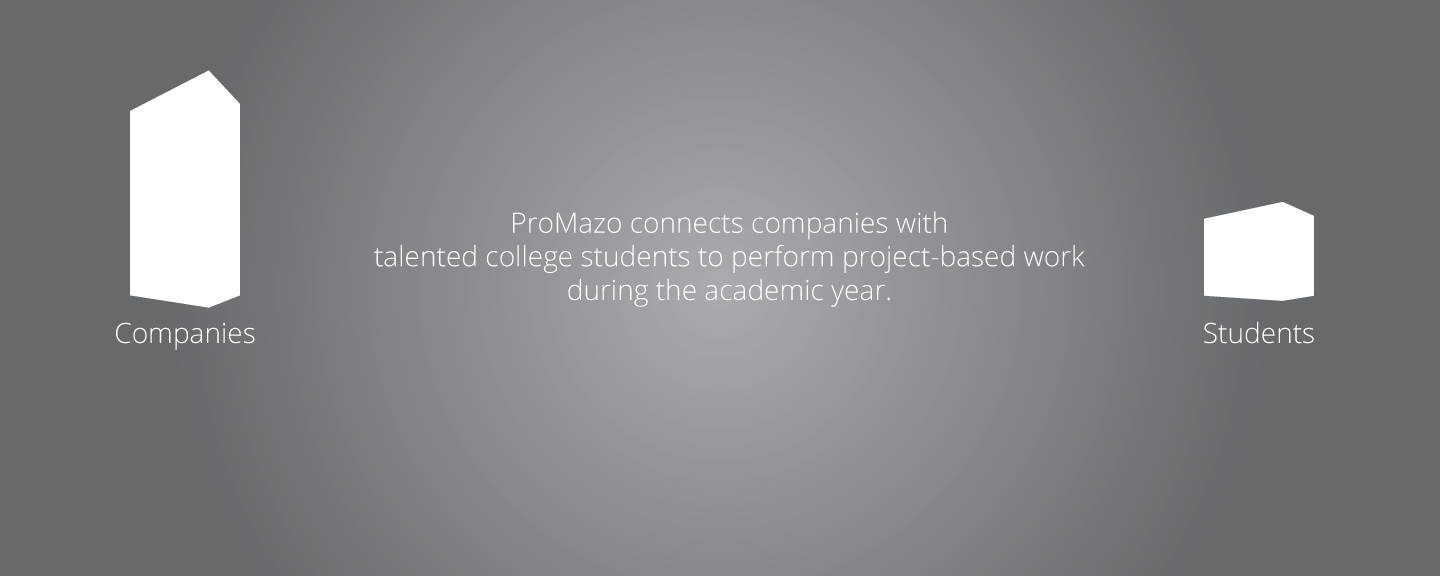 ProMazo connects companies with
talented college students to perform project-based work
during the academic year.
Companies
Students